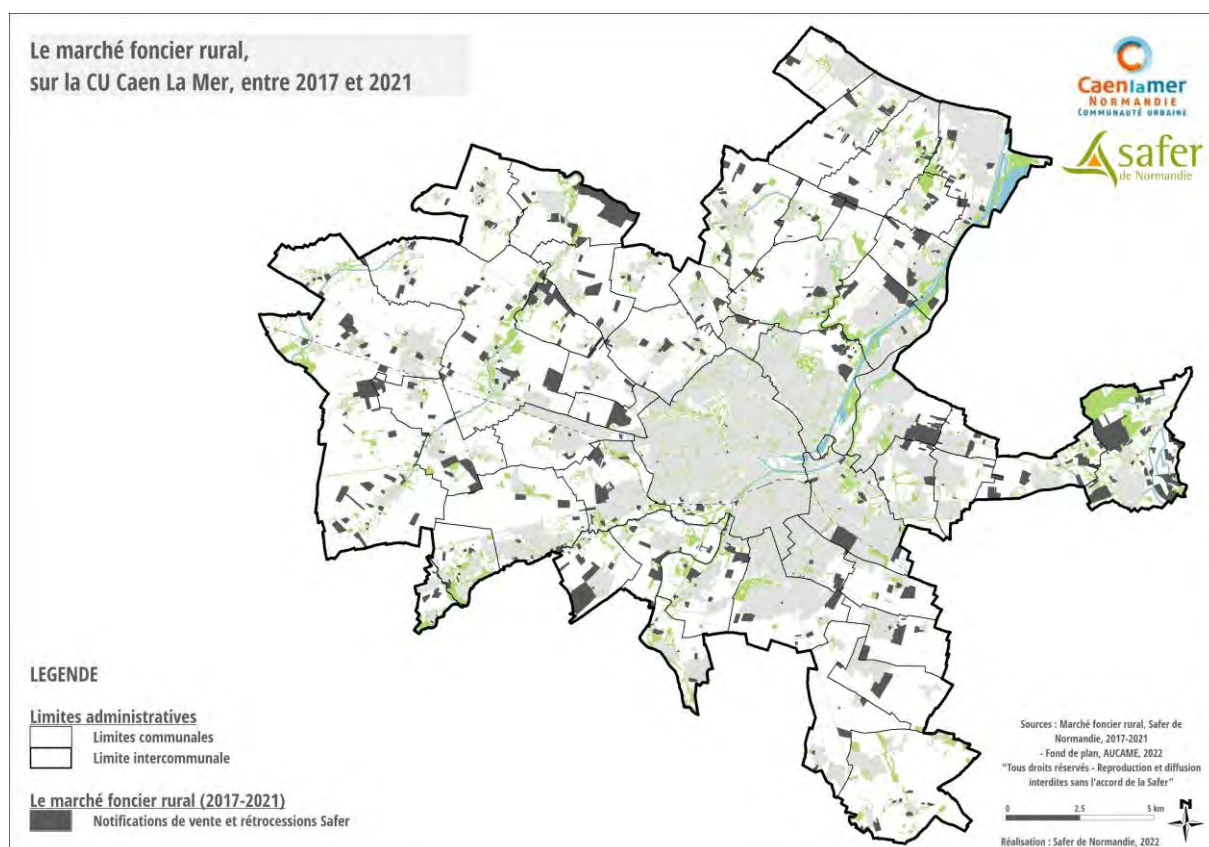 Le marché foncier rural,
sur la CU Caen La Mer, entre 2017 et 2021
Caenlamer
NORMANDIE
COMMUNAUTÉ URBAINE
safer
de Normandie
LEGENDE
Limites administratives
Limites communales
Limite intercommunale
Le marché foncier rural (2017-2021)
Notifications de vente et rétrocessions Safer
Sources : Marché foncier rural, Safer de
Normandie, 2017-2021
- Fond de plan, AUCAME, 2022
"Tous droits réservés - Reproduction et diffusion
interdites sans l'accord de la Safer"
0 2.5 5 km
N
Réalisation : Safer de Normandie, 2022